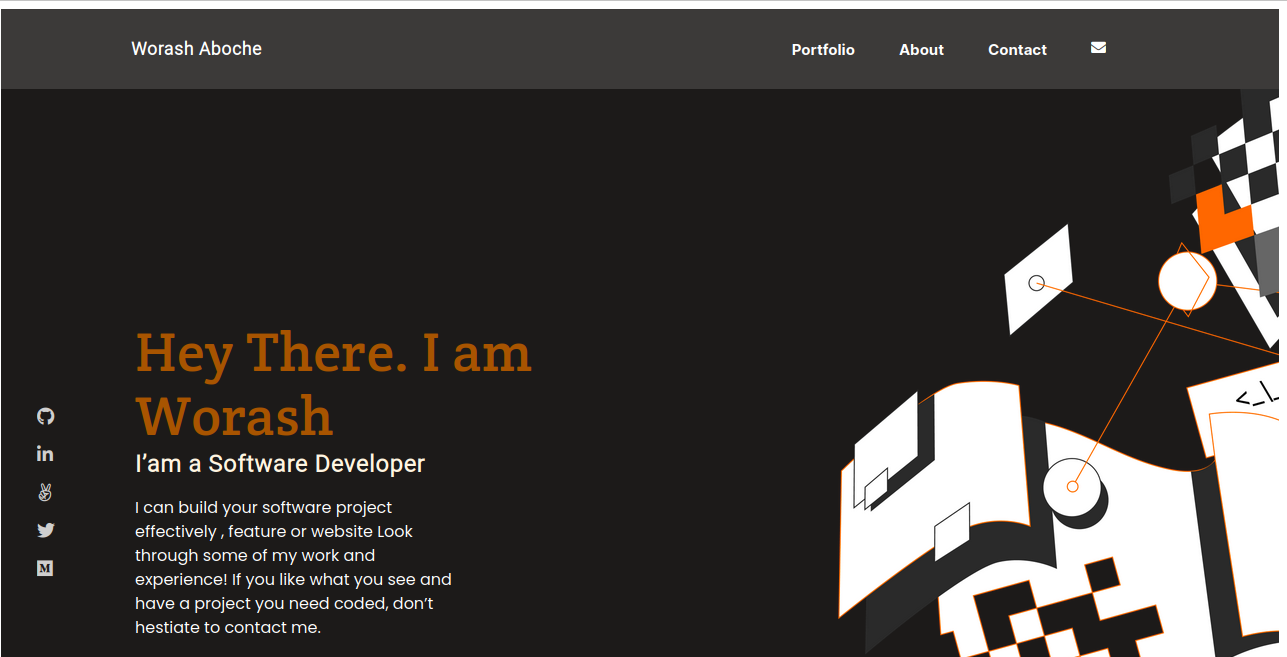 Worash Aboche
Portfolio About Contact
Hey There. I am
Worash
I’am a Software Developer
I can build your software project
effectively , feature or website Look
through some of my work and
experience! If you like what you see and
have a project you need coded, don’t
hestiate to contact me.
M
<_\-